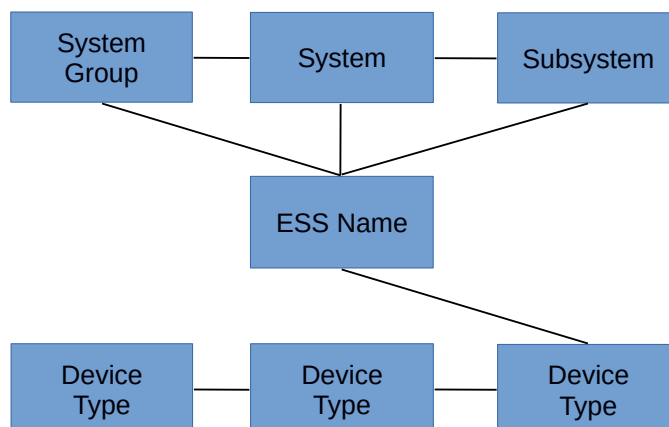 System
Group
System
Subsystem
ESS Name
Device
Type
Device
Type
Device
Type